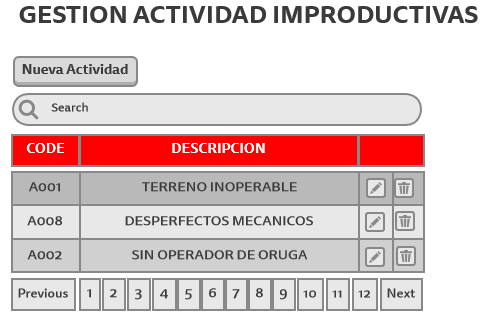 GESTION ACTIVIDAD IMPRODUCTIVAS
Nueva Actividad
Search
CODE DESCRIPCION
A001 TERRENO INOPERABLE
A008 DESPERFECTOS MECANICOS
A002 SIN OPERADOR DE ORUGA
Previous 1 2 3 4 5 6 7 8 9 10 11 12 Next